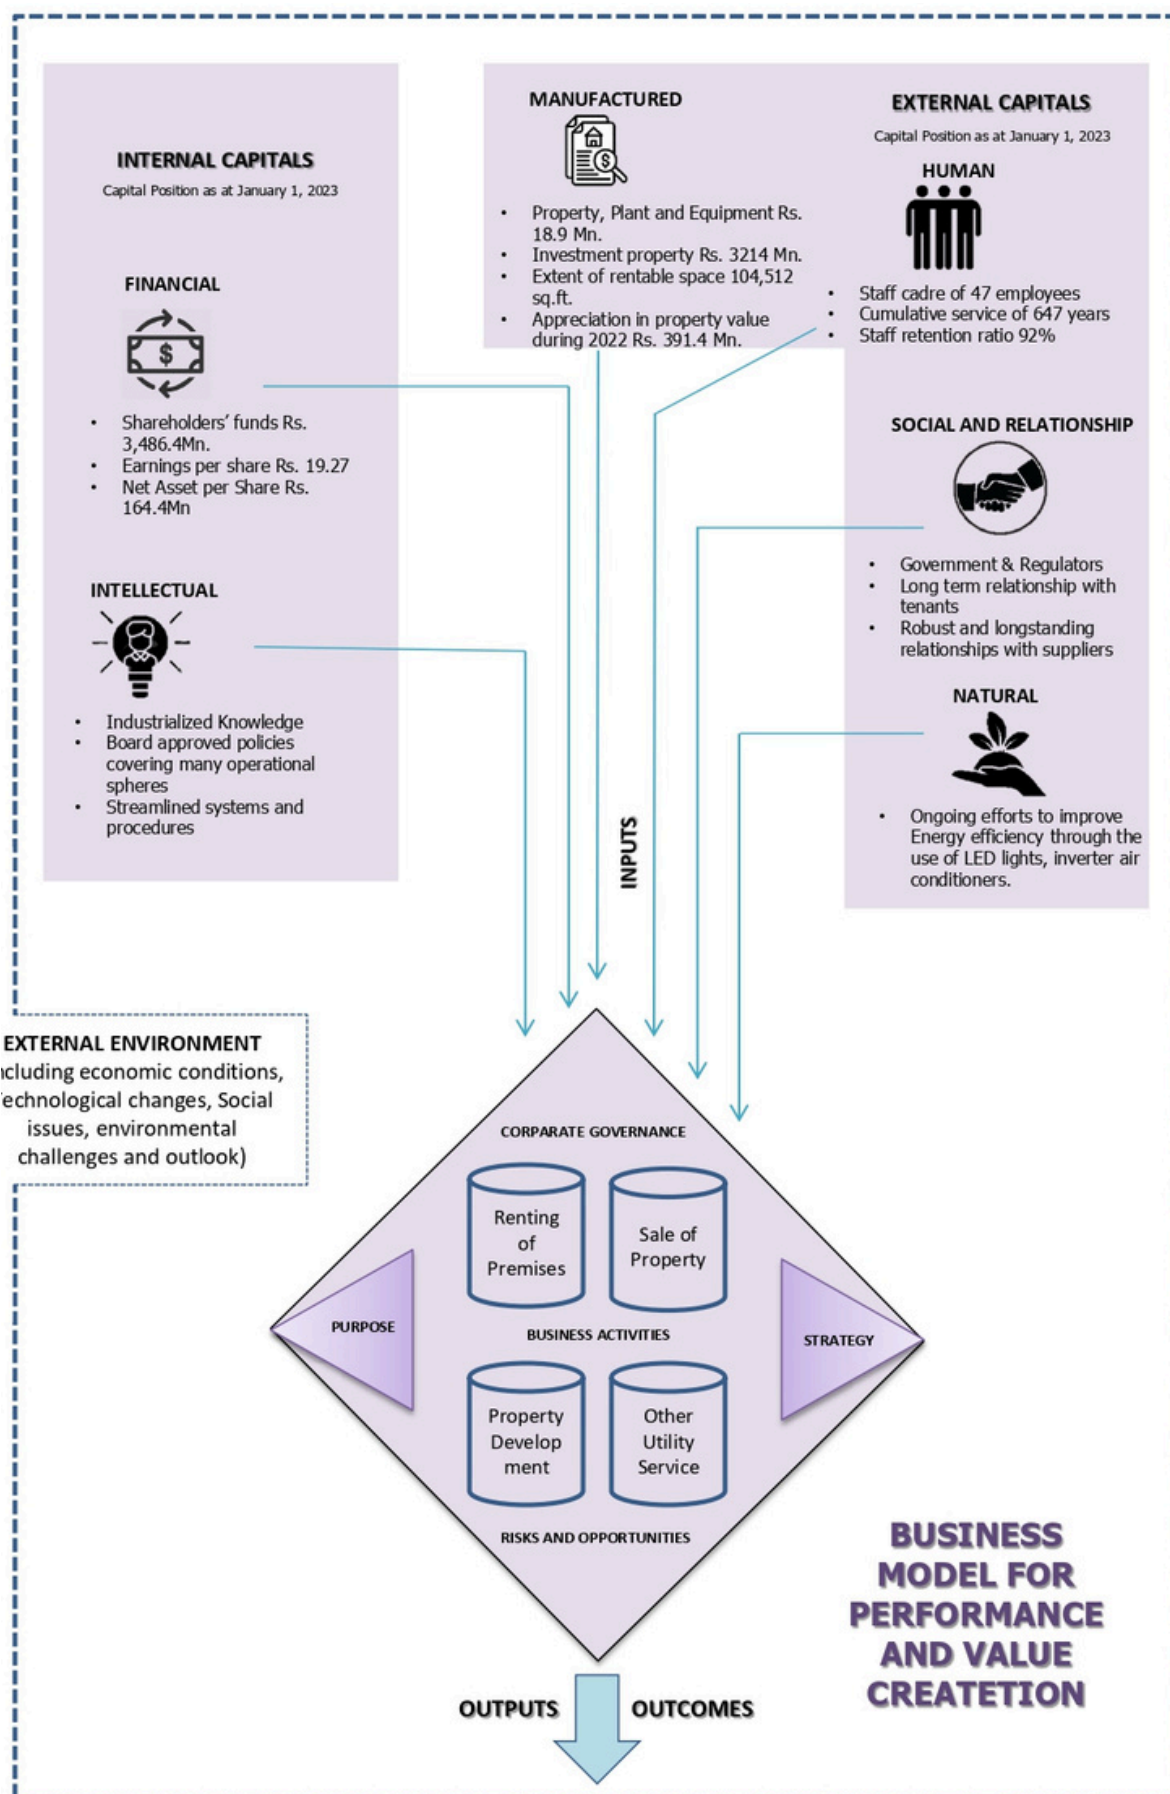 INTERNAL CAPITALS
Capital Position as at January 1, 2023
FINANCIAL
$
• Shareholders’ funds Rs.
3,486.4Mn.
• Earnings per share Rs. 19.27
• Net Asset per Share Rs.
164.4Mn
INTELLECTUAL
• Industrialized Knowledge
• Board approved policies
covering many operational
spheres
• Streamlined systems and
procedures
MANUFACTURED
$
• Property, Plant and Equipment Rs.
18.9 Mn.
• Investment property Rs. 3214 Mn.
• Extent of rentable space 104,512
sq.ft.
• Appreciation in property value
during 2022 Rs. 391.4 Mn.
EXTERNAL CAPITALS
Capital Position as at January 1, 2023
HUMAN
• Staff cadre of 47 employees
• Cumulative service of 647 years
• Staff retention ratio 92%
SOCIAL AND RELATIONSHIP
• Government & Regulators
• Long term relationship with
tenants
• Robust and longstanding
relationships with suppliers
NATURAL
• Ongoing efforts to improve
Energy efficiency through the
use of LED lights, inverter air
conditioners.
INPUTS
EXTERNAL ENVIRONMENT
ncluding economic conditions,
echnological changes, Social
issues, environmental
challenges and outlook)
CORPARATE GOVERNANCE
Renting
of
Premises
Sale of
Property
PURPOSE
BUSINESS ACTIVITIES
STRATEGY
Property
Develop
ment
Other
Utility
Service
RISKS AND OPPORTUNITIES
BUSINESS
MODEL FOR
PERFORMANCE
AND VALUE
CREATETION
OUTPUTS
OUTCOMES